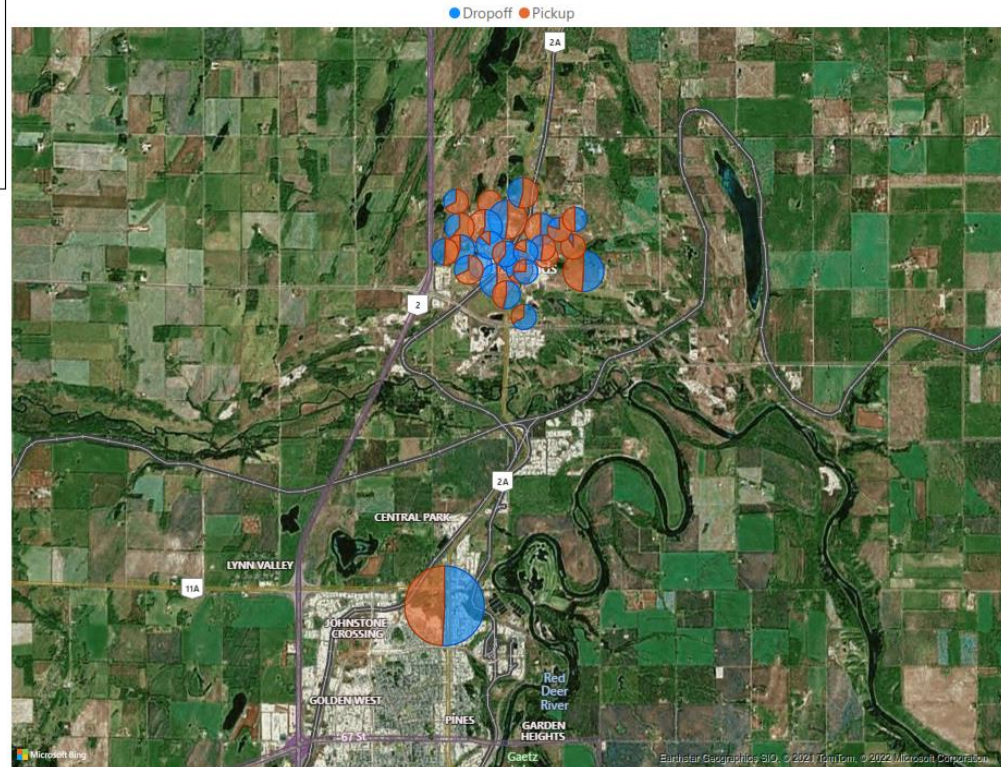 Dropoff Pickup
2A
2
2A
CENTRAL PARK
LYNN VALLEY
11A
JOHNSTONE
CROSSING
Red
Deer
River
GOLDEN WEST
PINES
GARDEN
HEIGHTS
67 St
Gaetz
Microsoft Bing
Earthstar Geographics SIO, © 2021 TomTom, © 2022 Microsoft Corporation